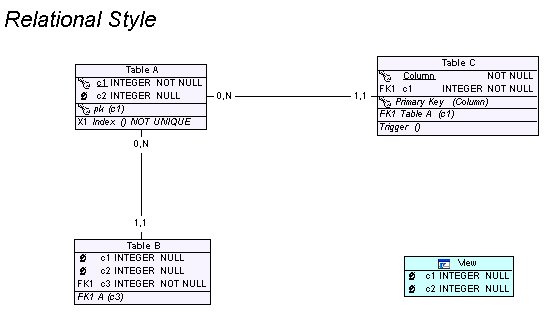 Relational Style
Table A
c1 INTEGER NOT NULL
c2 INTEGER NULL
pk (c1)
X1 Index () NOT UNIQUE
0,N
1,1
Table C
Column NOT NULL
FK1 c1 INTEGER NOT NULL
Primary Key (Column)
FK1 Table A (c1)
Trigger ()
0,N
1,1
Table B
c1 INTEGER NULL
c2 INTEGER NULL
FK1 c3 INTEGER NOT NULL
FK1 A (c3)
View
c1 INTEGER NULL
c2 INTEGER NULL